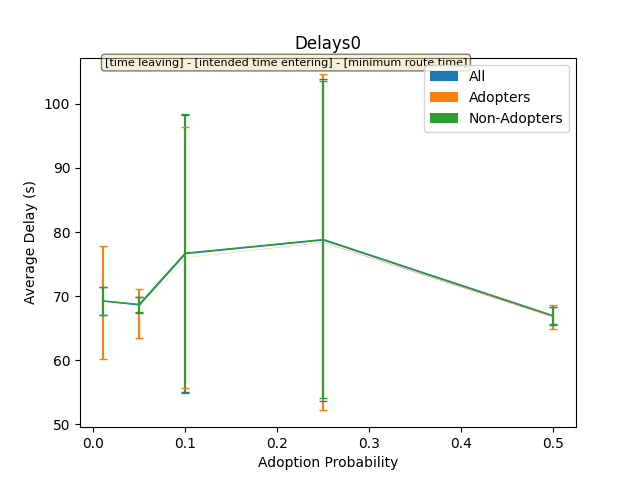 Delays0
[time leaving] - [intended time entering] - [minimum route time]
All
Adopters
Non-Adopters
Average Delay (s)
100
90
80
70
60
50
0.0 0.1 0.2 0.3 0.4 0.5
Adoption Probability